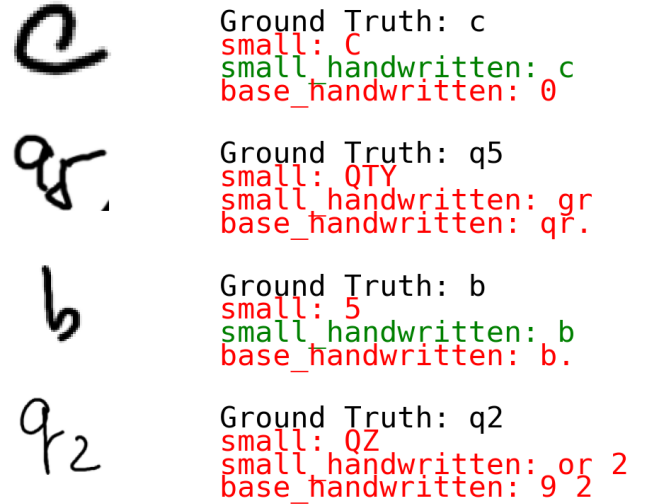 c
Ground Truth: c
small: C
small_handwritten: c
base_handwritten: 0
q5
Ground Truth: q5
small: QTY
small_handwritten: gr
base_handwritten: qr.
b
Ground Truth: b
small: 5
small_handwritten: b
base_handwritten: b.
q2
Ground Truth: q2
small: QZ
small_handwritten: or 2
base_handwritten: 9 2